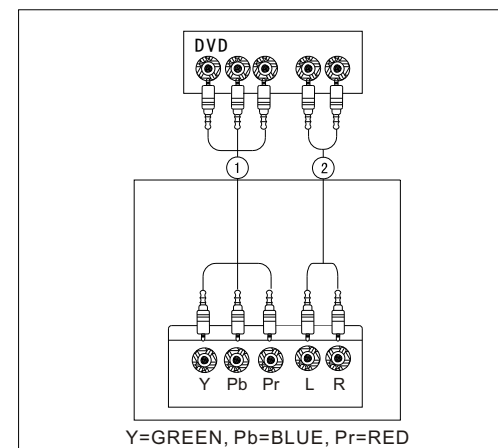 DVD
1 2
Y Pb Pr L R
Y=GREEN, Pb=BLUE, Pr=RED